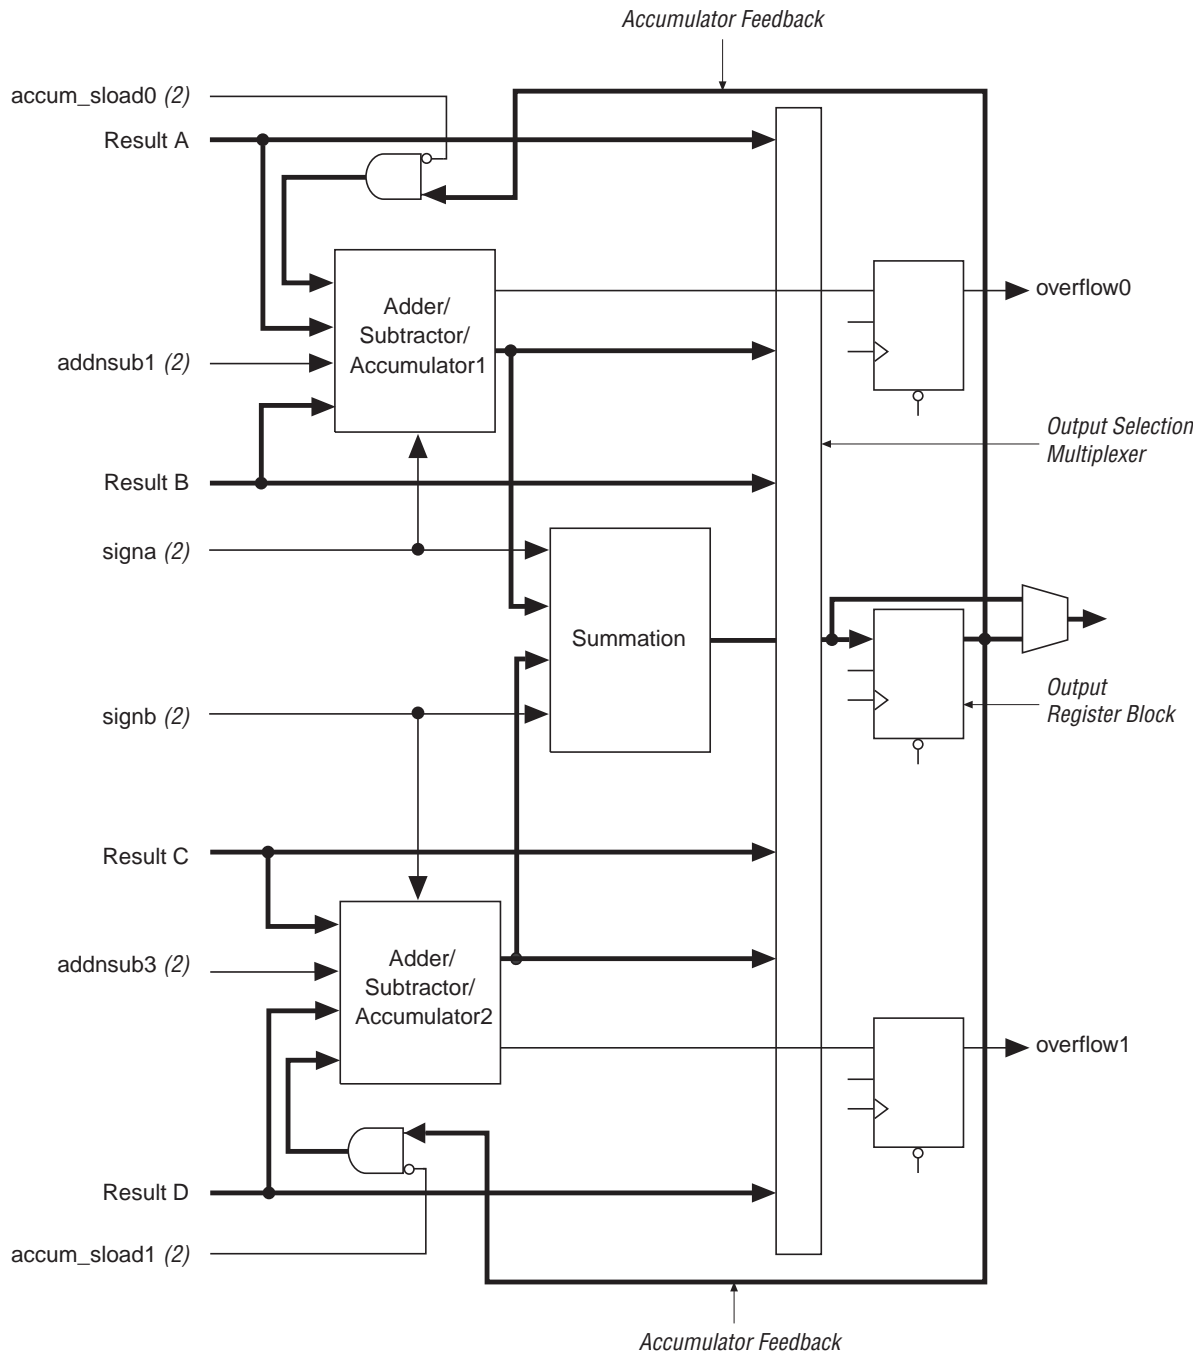 Accumulator Feedback
accum_sload0 (2)
Result A
Adder/
Subtractor/
Accumulator1
overflow0
addnsub1 (2)
Output Selection
Multiplexer
Result B
signa (2)
Summation
Output
Register Block
signb (2)
Result C
Adder/
Subtractor/
Accumulator2
addnsub3 (2)
overflow1
Result D
accum_sload1 (2)
Accumulator Feedback